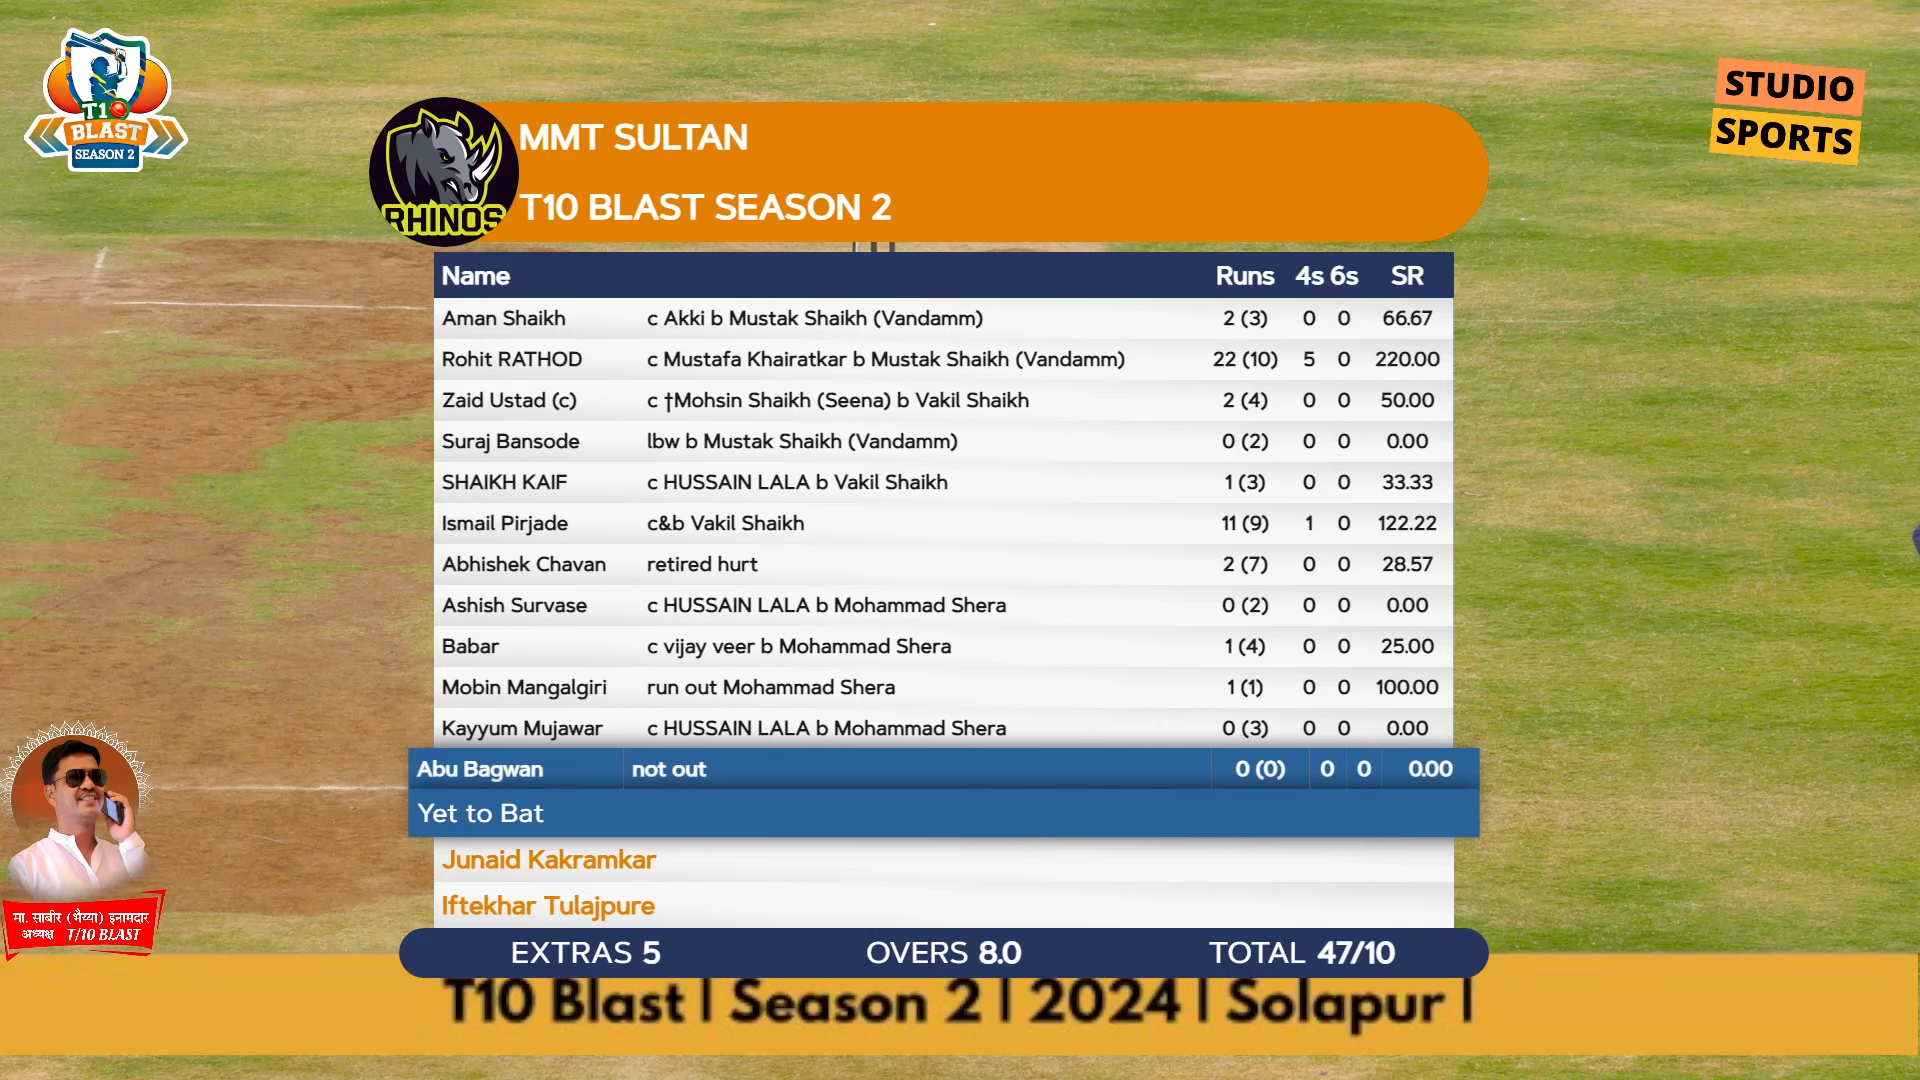 T10
BLAST
SEASON 2
STUDIO
SPORTS
RHINOS
MMT SULTAN
T10 BLAST SEASON 2
Name Runs 4s 6s SR
Aman Shaikh c Akki b Mustak Shaikh (Vandamm) 2 (3) 0 0 66.67
Rohit RATHOD c Mustafa Khairatkar b Mustak Shaikh (Vandamm) 22 (10) 5 0 220.00
Zaid Ustad (c) c †Mohsin Shaikh (Seena) b Vakil Shaikh 2 (4) 0 0 50.00
Suraj Bansode lbw b Mustak Shaikh (Vandamm) 0 (2) 0 0 0.00
SHAIKH KAIF c HUSSAIN LALA b Vakil Shaikh 1 (3) 0 0 33.33
Ismail Pirjade c&b Vakil Shaikh 11 (9) 1 0 122.22
Abhishek Chavan retired hurt 2 (7) 0 0 28.57
Ashish Survase c HUSSAIN LALA b Mohammad Shera 0 (2) 0 0 0.00
Babar c vijay veer b Mohammad Shera 1 (4) 0 0 25.00
Mobin Mangalgiri run out Mohammad Shera 1 (1) 0 0 100.00
Kayyum Mujawar c HUSSAIN LALA b Mohammad Shera 0 (3) 0 0 0.00
Abu Bagwan not out 0 (0) 0 0 0.00
Yet to Bat
Junaid Kakramkar
Iftekhar Tulajpure
EXTRAS 5 OVERS 8.0 TOTAL 47/10
मा. साबीर (भैय्या) इनामदार
अध्यक्ष T/10 BLAST
T10 Blast | Season 2 | 2024 | Solapur |